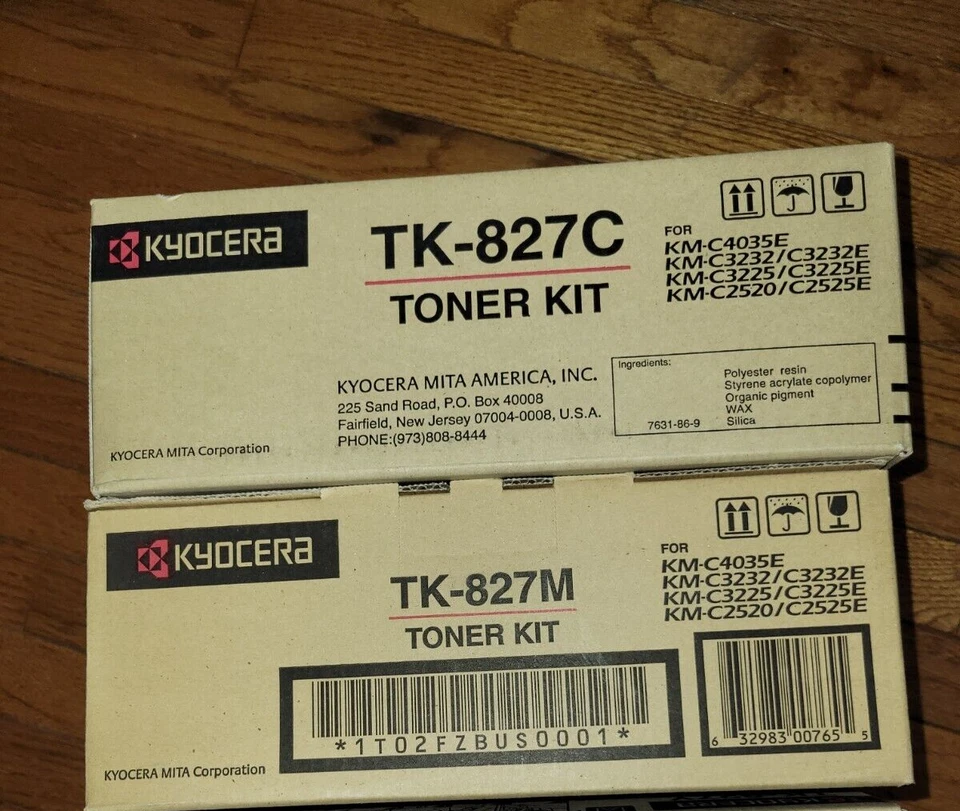 KYOCERA
TK-827C
TONER KIT
FOR
KM-C4035E
KM-C3232/C3232E
KM-C3225/C3225E
KM-C2520/C2525E
KYOCERA MITA AMERICA, INC.
225 Sand Road, P.O. Box 40008
Fairfield, New Jersey 07004-0008, U.S.A.
PHONE:(973)808-8444
Ingredients:
Polyester resin
Styrene acrylate copolymer
Organic pigment
WAX
7631-86-9 Silica
KYOCERA MITA Corporation
KYOCERA
TK-827M
TONER KIT
FOR
KM-C4035E
KM-C3232/C3232E
KM-C3225/C3225E
KM-C2520/C2525E
*1T02FZBUS0001*
6 32983 00765 5
KYOCERA MITA Corporation